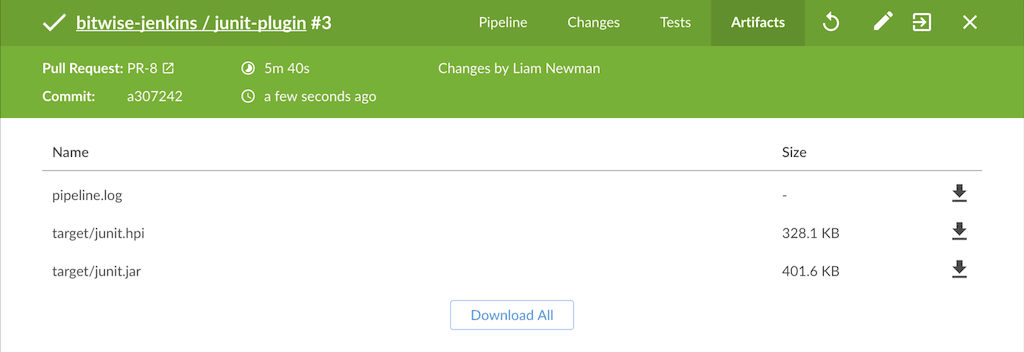 bitwise-jenkins / junit-plugin #3 Pipeline Changes Tests Artifacts
Pull Request: PR-8 5m 40s Changes by Liam Newman
Commit: a307242 a few seconds ago
Name Size
pipeline.log -
target/junit.hpi 328.1 KB
target/junit.jar 401.6 KB
Download All